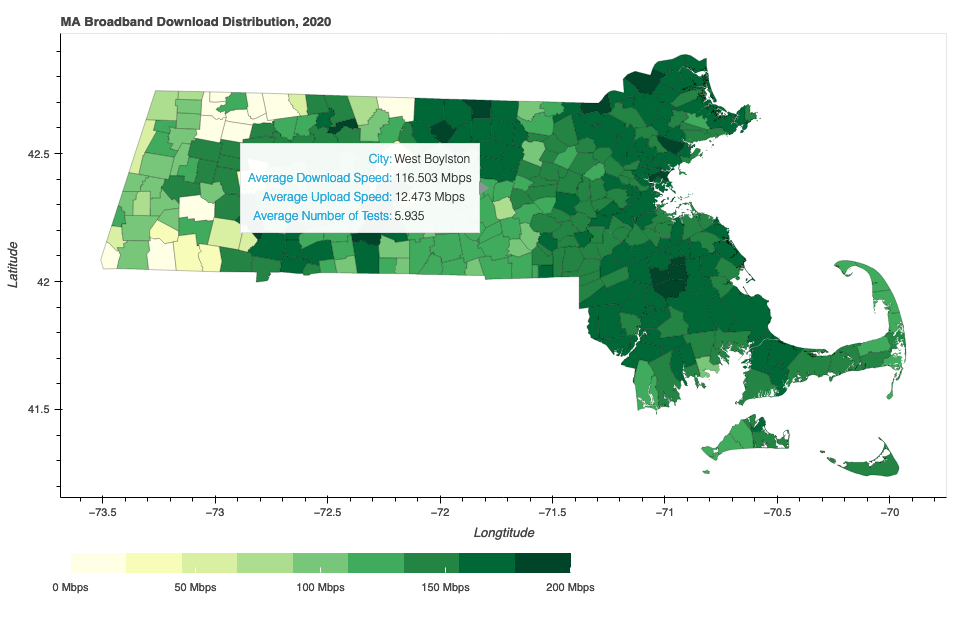 MA Broadband Download Distribution, 2020
City: West Boylston
Average Download Speed: 116.503 Mbps
Average Upload Speed: 12.473 Mbps
Average Number of Tests: 5.935
42.5
42
41.5
Latitude
−73.5 −73 −72.5 −72 −71.5 −71 −70.5 −70
Longtitude
0 Mbps 50 Mbps 100 Mbps 150 Mbps 200 Mbps